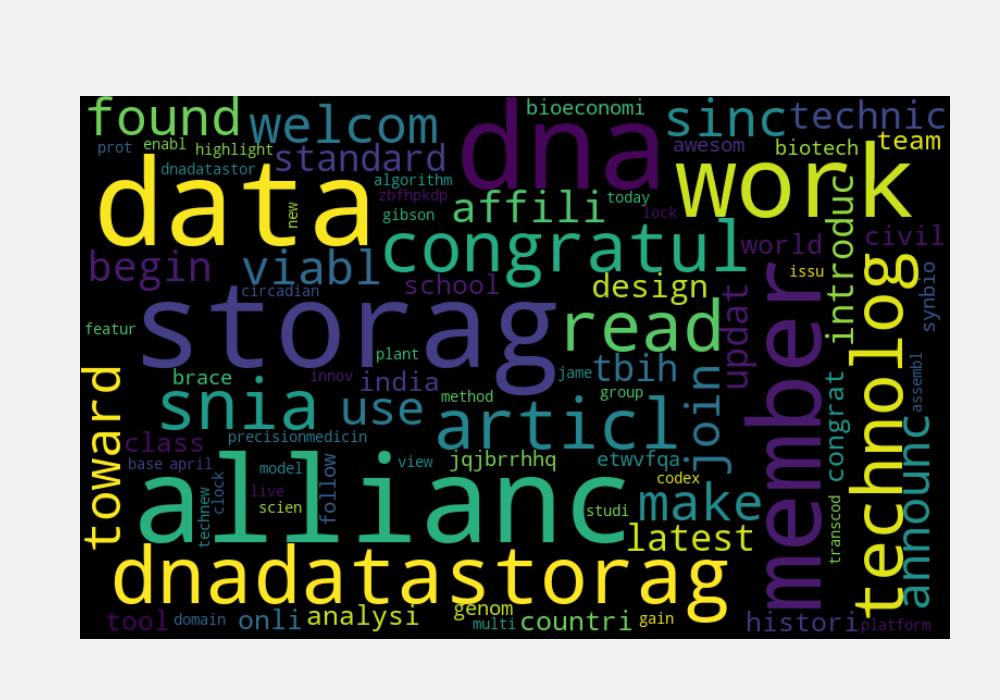 found
welcom
dna
bioeconomi
sinc
technic
prot
enabl
highlight
standard
awesom
biotech
team
dnadatastor
algorithm
zbfhpkdp
data
new
gibson
affili
today
lock
work
introduc
begin
viabl
congratul
world
civil
circadian
school
design
updat
issu
synbio
featur
storag
read
member
technolog
plant
brace
innov
india
jame
tbih
method
group
toward
snia
use
articl
join
congrat
assembl
class
precisionmedicin
base
april
model
view
jqjbrrhhq
etwvfqa
codex
announc
allianc
technew
clock
live
scien
follow
studi
make
transcod
latest
dnadatastorag
tool
domain
onli
analysi
genom
multi
countri
gain
histori
platform